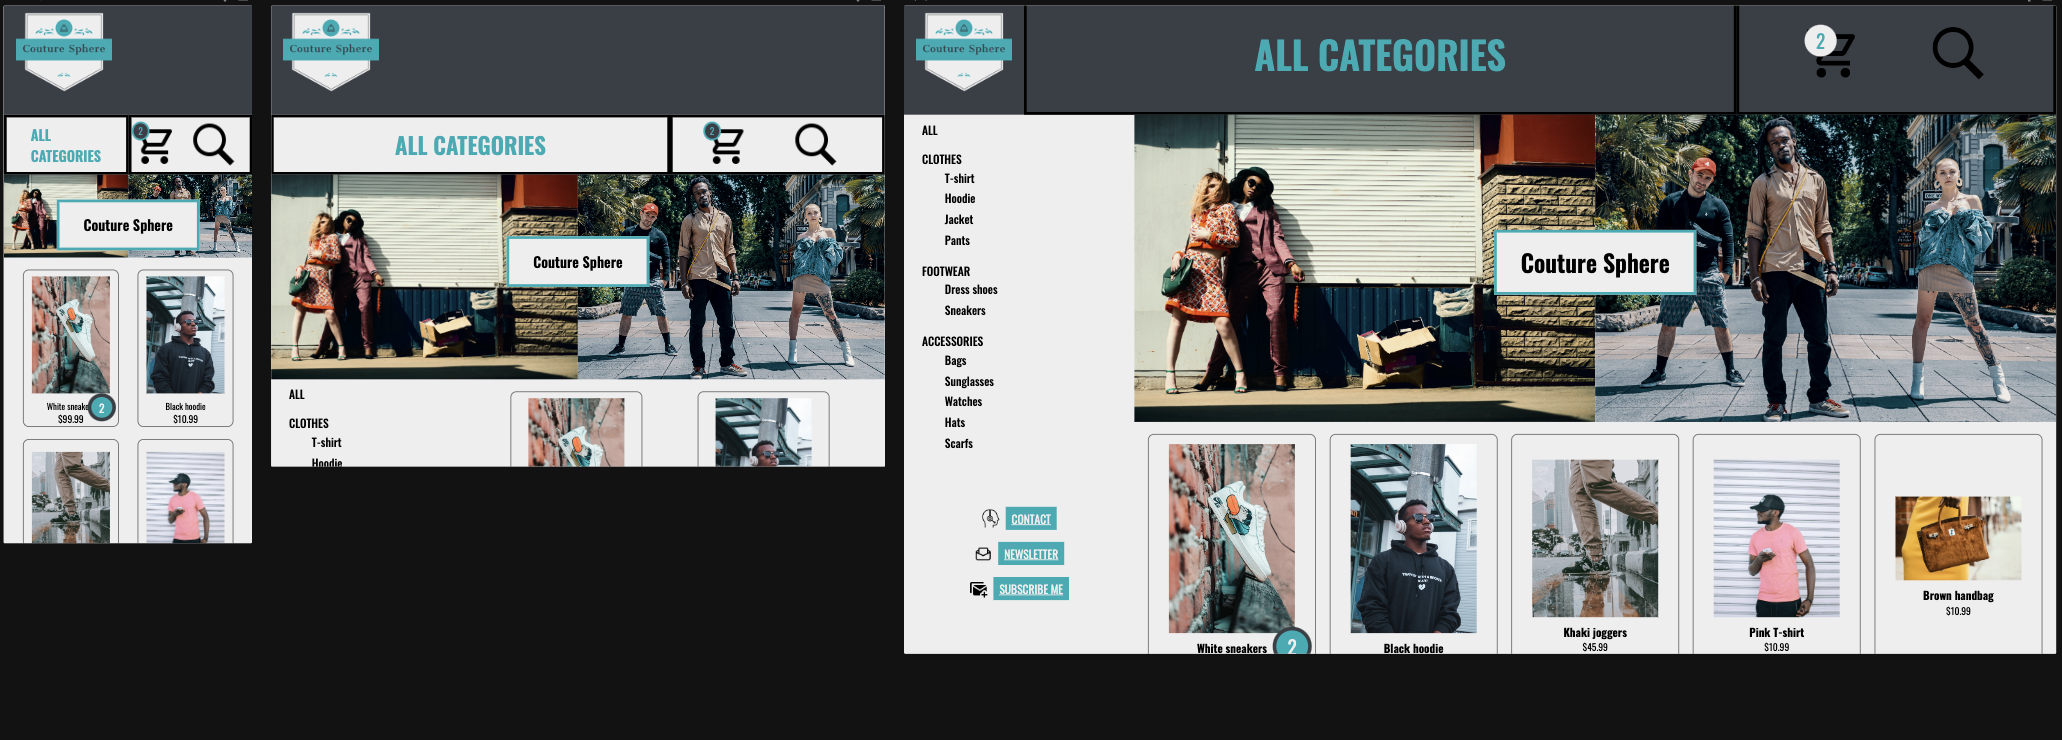 Couture Sphere
ALL
CATEGORIES
2
Couture Sphere
White sneake
2
$99.99
Black hoodie
$10.99
Couture Sphere
ALL CATEGORIES
2
Couture Sphere
ALL
CLOTHES
T-shirt
Hoodie
Couture Sphere
ALL CATEGORIES
2
ALL
CLOTHES
T-shirt
Hoodie
Jacket
Pants
FOOTWEAR
Dress shoes
Sneakers
ACCESSORIES
Bags
Sunglasses
Watches
Hats
Scarfs
CONTACT
NEWSLETTER
SUBSCRIBE ME
Couture Sphere
White sneakers
2
Black hoodie
Khaki joggers
$45.99
Pink T-shirt
$10.99
Brown handbag
$10.99